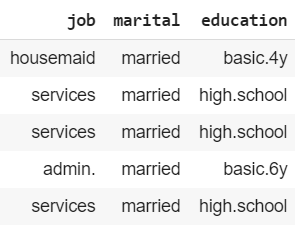 job marital education
housemaid married basic.4y
services married high.school
services married high.school
admin. married basic.6y
services married high.school